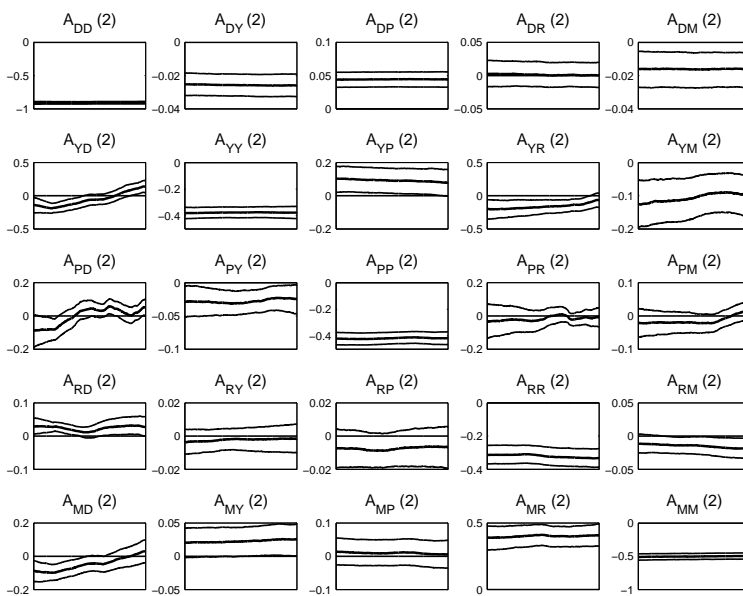 A_DD (2) A_DY (2) A_DP (2) A_DR (2) A_DM (2)
0 0 0.1 0.05 0
−0.5 −0.02 0.05 0 −0.02
−1 −0.04 0 −0.05 −0.04
A_YD (2) A_YY (2) A_YP (2) A_YR (2) A_YM (2)
0.5 0 0.2 0.5 0
0 −0.2 0 0 −0.1
−0.5 −0.4 −0.2 −0.5 −0.2
A_PD (2) A_PY (2) A_PP (2) A_PR (2) A_PM (2)
0.2 0 0 0.2 0.1
0 −0.05 −0.2 0 0
−0.2 −0.1 −0.4 −0.2 −0.1
A_RD (2) A_RY (2) A_RP (2) A_RR (2) A_RM (2)
0.1 0.02 0.02 0 0.05
0 0 0 −0.2 0
−0.1 −0.02 −0.02 −0.4 −0.05
A_MD (2) A_MY (2) A_MP (2) A_MR (2) A_MM (2)
0.2 0.05 0.1 0.5 0
0 0 0 −0.5
−0.2 −0.05 −0.1 0 −1